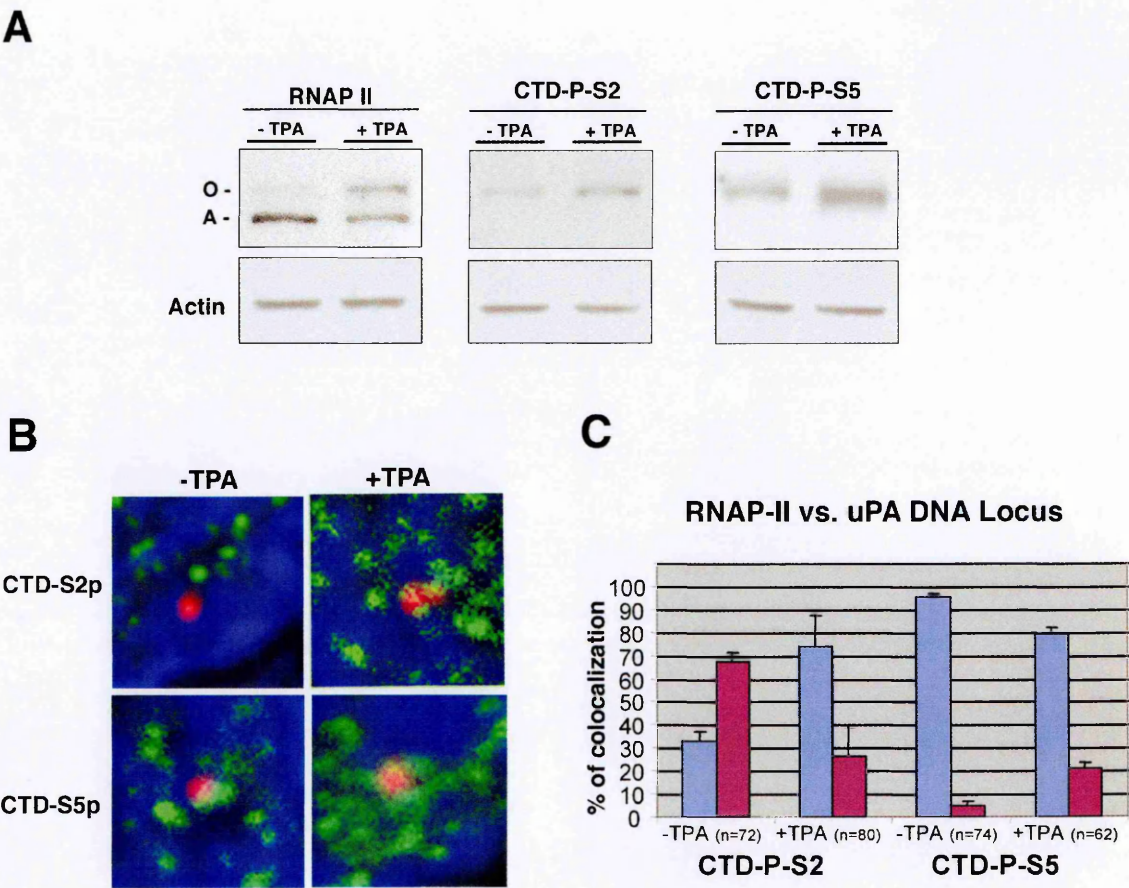 A
RNAP II
CTD-P-S2
CTD-P-S5
- TPA
+ TPA
- TPA
+ TPA
- TPA
+ TPA
O -
A -
Actin
B
-TPA
+TPA
CTD-S2p
CTD-S5p
C
RNAP-II vs. uPA DNA Locus
% of colocalization
100
90
80
70
60
50
40
30
20
10
0
-TPA (n=72) +TPA (n=80) -TPA (n=74) +TPA (n=62)
CTD-P-S2 CTD-P-S5